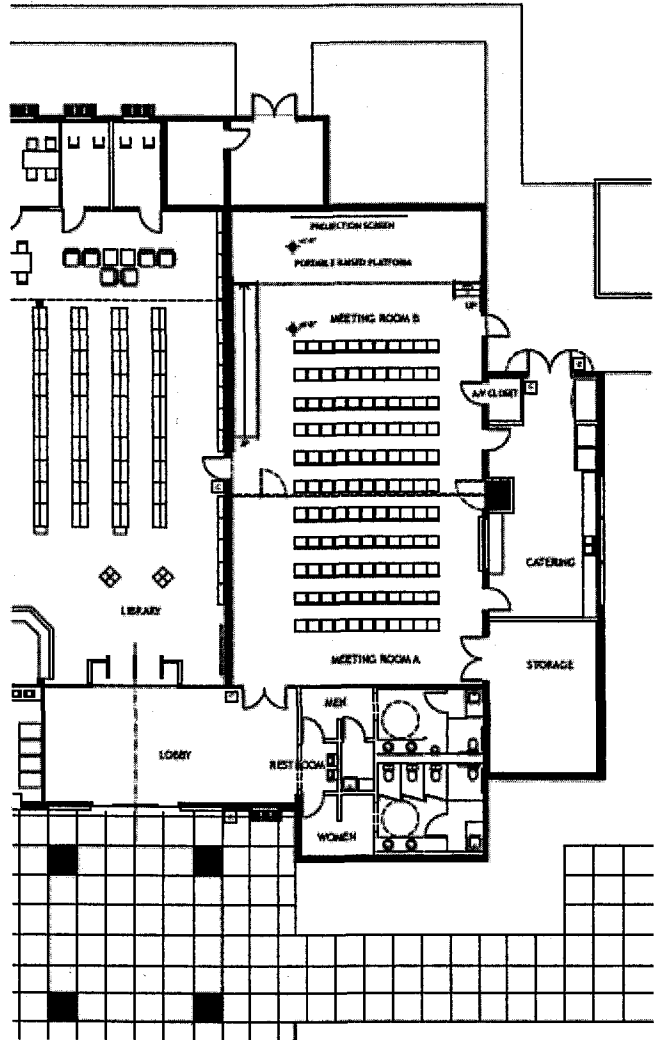 PROJECTION SCREEN
PORTABLE RAISED PLATFORM
UP
MEETING ROOM B
A/V CLOSET
CATERING
LIBRARY
MEETING ROOM A
STORAGE
MEN
LOBBY
REST ROOM
WOMEN